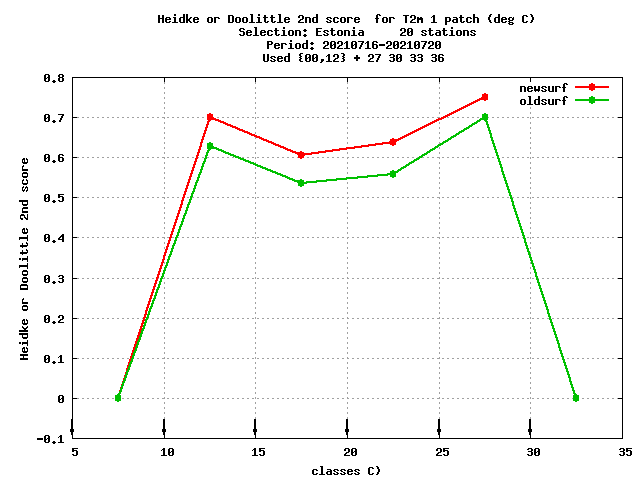 Heidke or Doolittle 2nd score  for T2m 1 patch (deg C)
Selection: Estonia     20 stations
Period: 20210716-20210720
Used {00,12} + 27 30 33 36
newsurf
oldsurf
Heidke or Doolittle 2nd score
0.8
0.7
0.6
0.5
0.4
0.3
0.2
0.1
0
-0.1
5 10 15 20 25 30 35
classes C)